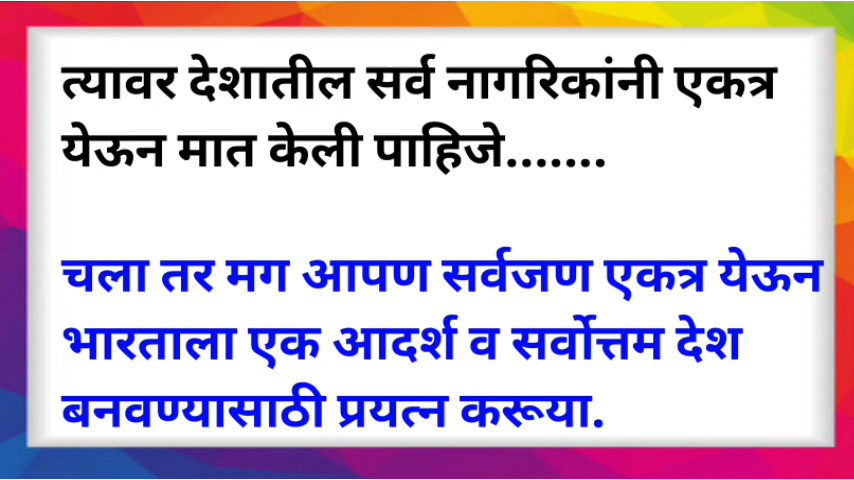 त्यावर देशातील सर्व नागरिकांनी एकत्र
येऊन मात केली पाहिजे.......
चला तर मग आपण सर्वजण एकत्र येऊन
भारताला एक आदर्श व सर्वोत्तम देश
बनवण्यासाठी प्रयत्न करूया.